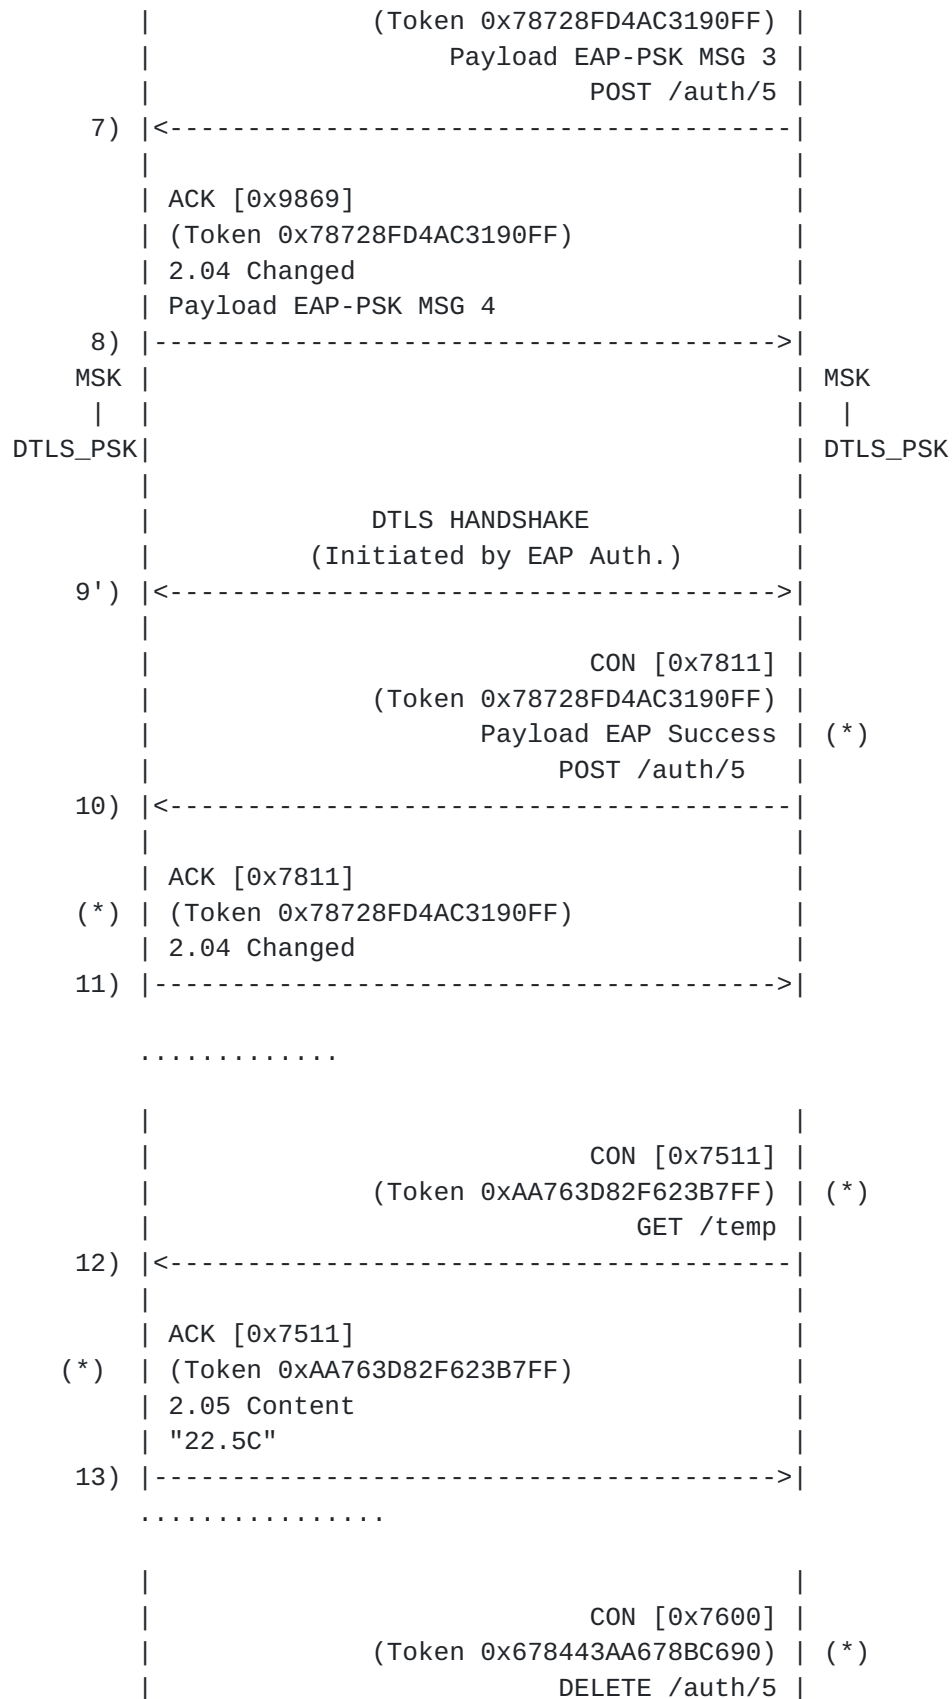 |              (Token 0x78728FD4AC3190FF) |
|                   Payload EAP-PSK MSG 3 |
|                            POST /auth/5 |
7) |<----------------------------------------|
|                                         |
| ACK [0x9869]                            |
| (Token 0x78728FD4AC3190FF)              |
| 2.04 Changed                            |
| Payload EAP-PSK MSG 4                   |
8) |---------------------------------------->|
MSK |                                         | MSK
|  |                                         |  |
DTLS_PSK|                                         | DTLS_PSK
|                                         |
|              DTLS HANDSHAKE             |
|          (Initiated by EAP Auth.)       |
9') |<--------------------------------------->|
|                                         |
|                            CON [0x7811] |
|              (Token 0x78728FD4AC3190FF) |
|                     Payload EAP Success | (*)
|                          POST /auth/5   |
10) |<----------------------------------------|
|                                         |
| ACK [0x7811]                            |
(*) | (Token 0x78728FD4AC3190FF)              |
| 2.04 Changed                            |
11) |---------------------------------------->|
.............
|                                         |
|                            CON [0x7511] |
|              (Token 0xAA763D82F623B7FF) | (*)
|                               GET /temp |
12) |<----------------------------------------|
|                                         |
| ACK [0x7511]                            |
(*)  | (Token 0xAA763D82F623B7FF)              |
| 2.05 Content                            |
| "22.5C"                                 |
13) |---------------------------------------->|
................
|                                         |
|                            CON [0x7600] |
|              (Token 0x678443AA678BC690) | (*)
|                          DELETE /auth/5 |